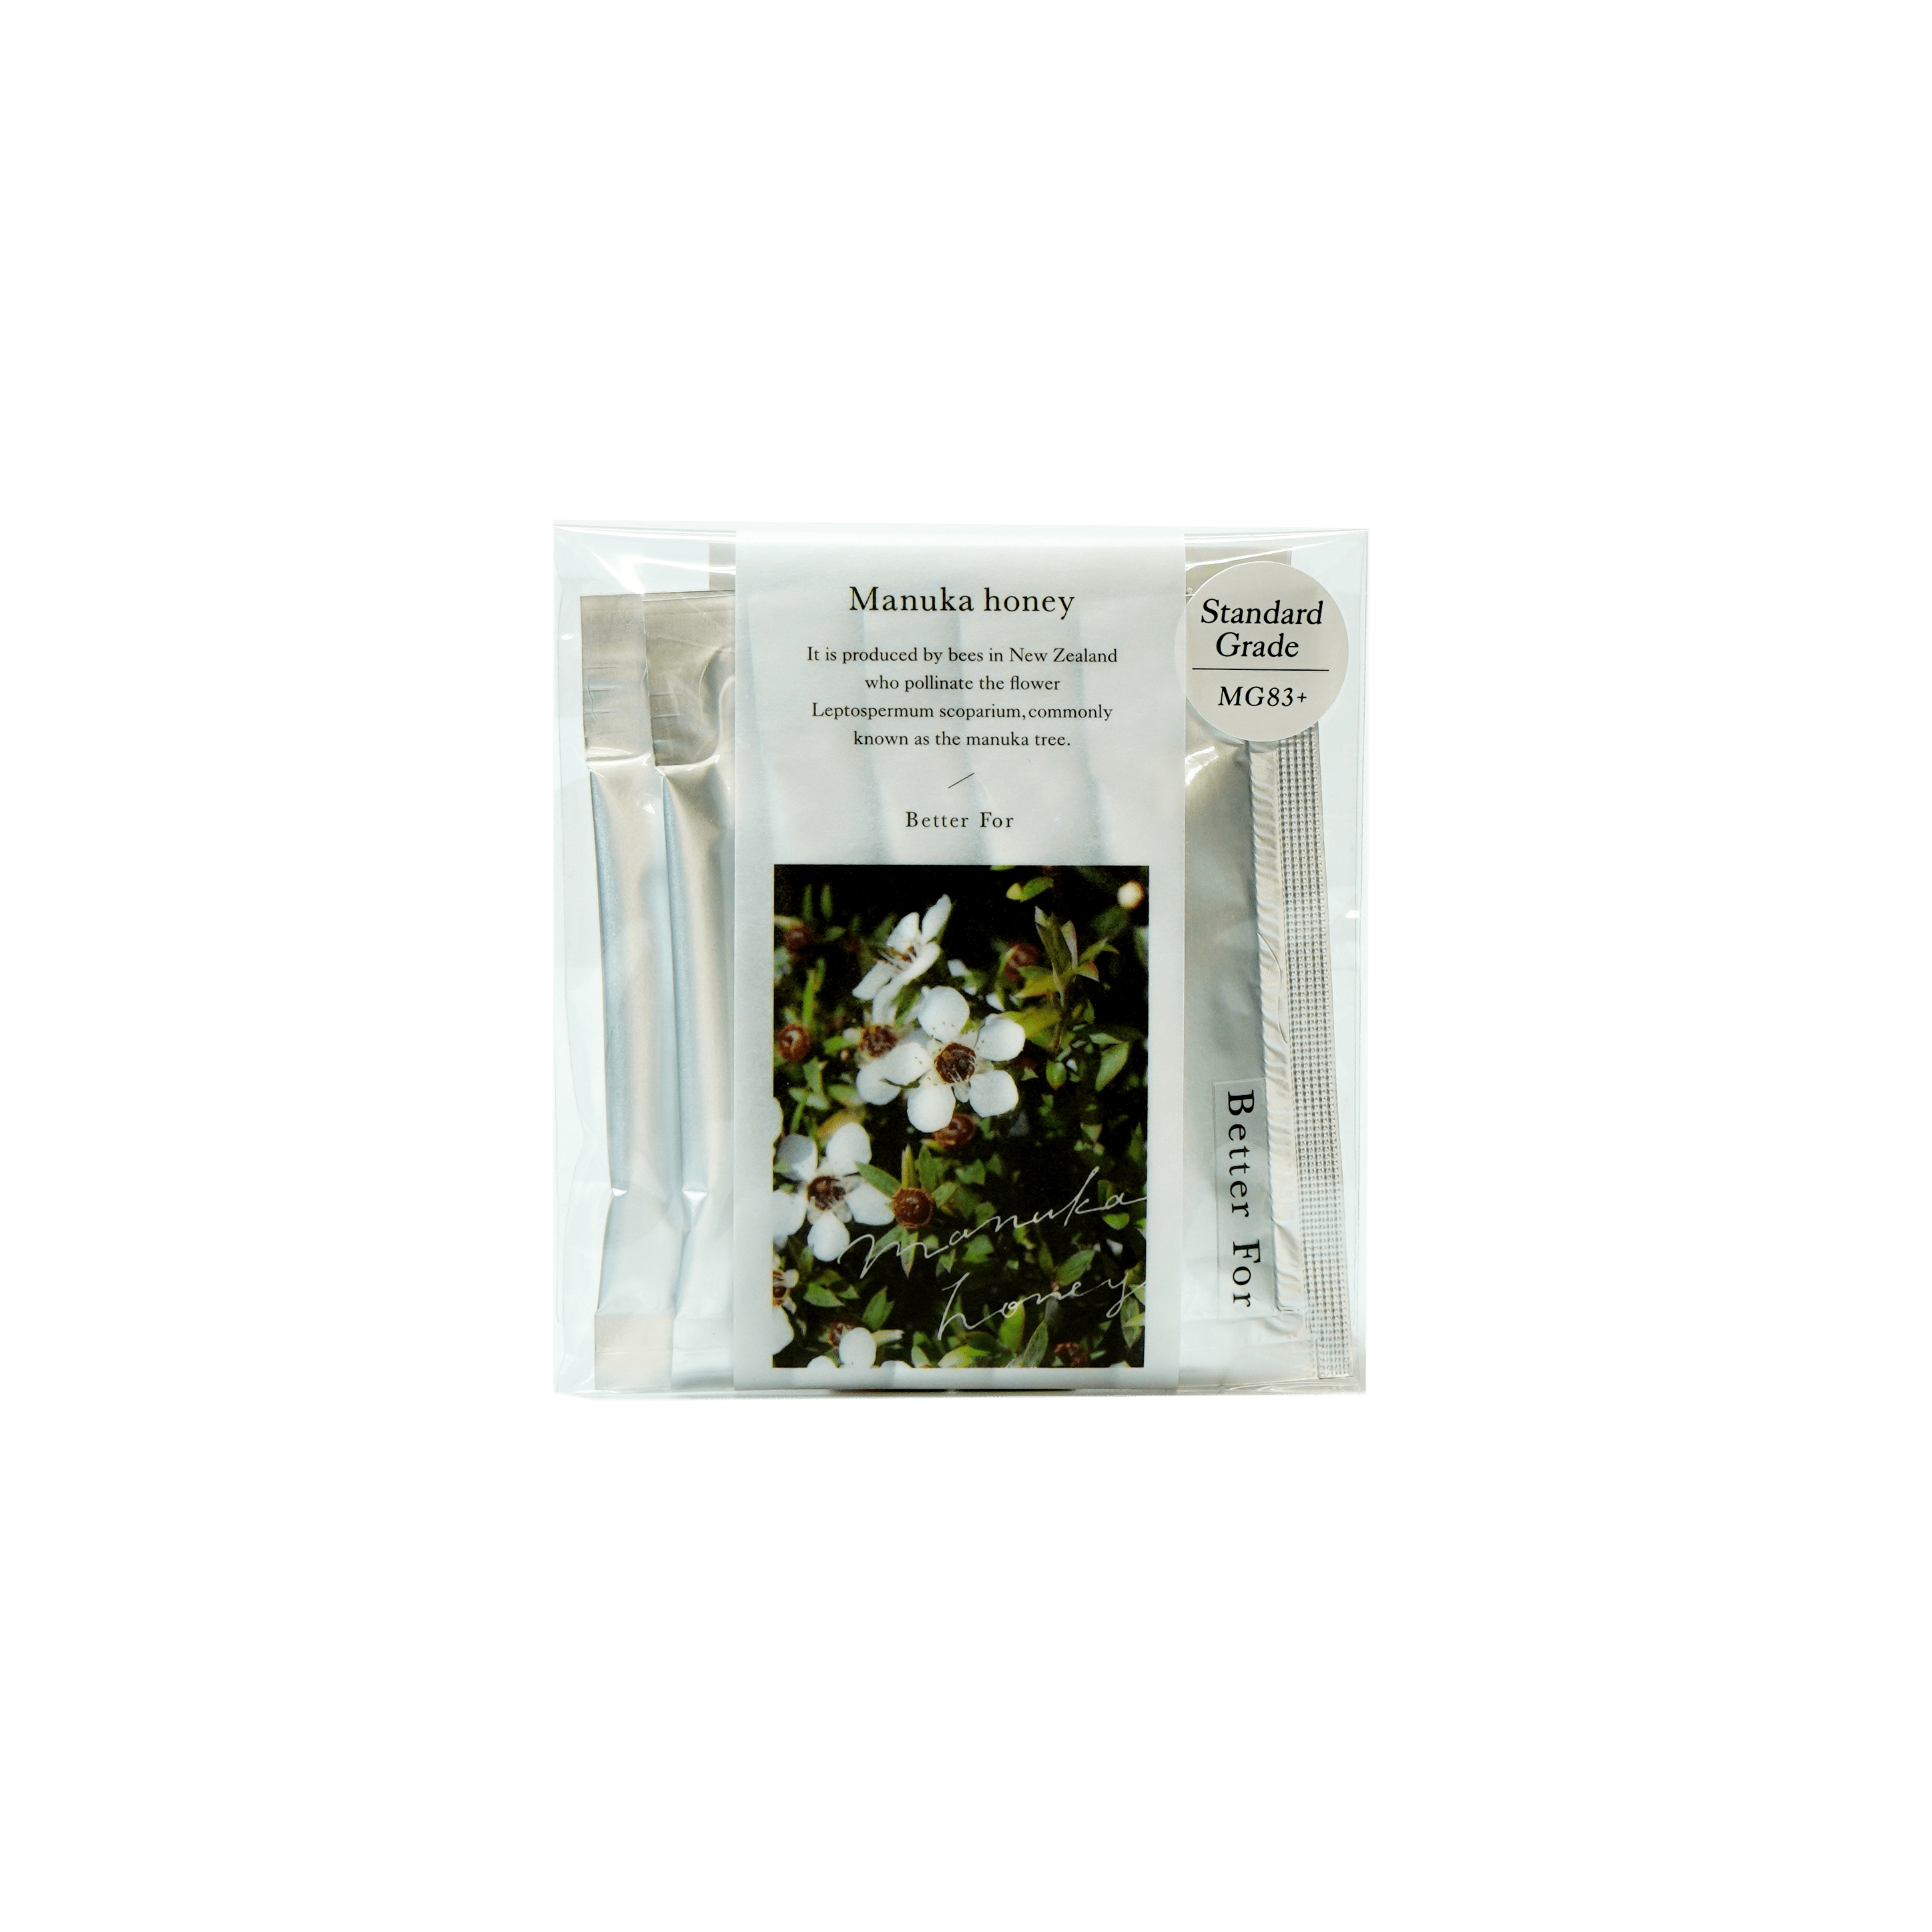 Manuka honey
It is produced by bees in New Zealand
who pollinate the flower
Leptospermum scoparium, commonly
known as the manuka tree.
Better For
manuka
honey
Standard
Grade
MG83+
Better For